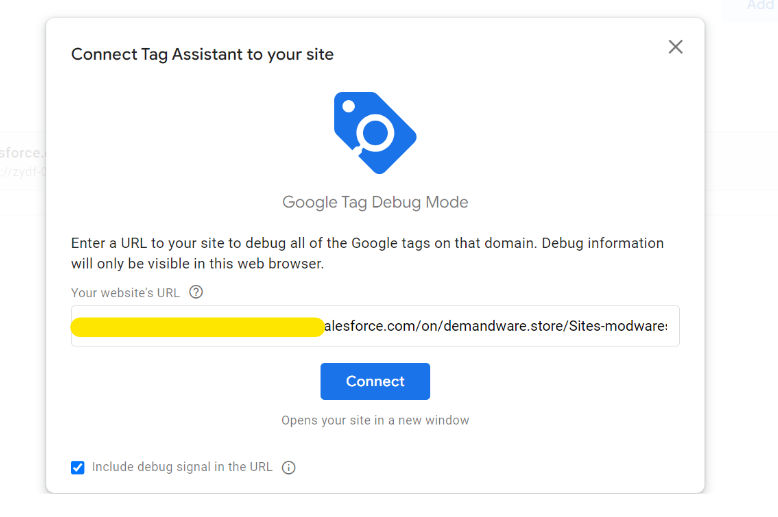 Add
Connect Tag Assistant to your site
Google Tag Debug Mode
sforce.
://zydf-0
Enter a URL to your site to debug all of the Google tags on that domain. Debug information
will only be visible in this web browser.
Your website's URL
alesforce.com/on/demandware.store/Sites-modwares
Connect
Opens your site in a new window
Include debug signal in the URL